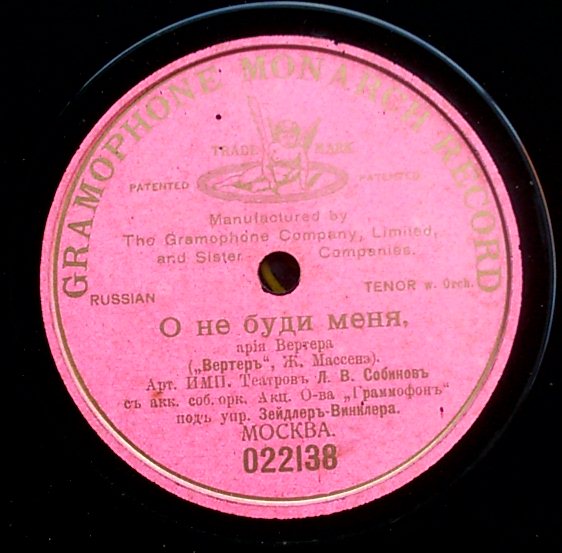 GRAMOPHONE MONARCH RECORD
TRADE MARK
PATENTED PATENTED
Manufactured by
The Gramophone Company, Limited,
and Sister Companies.
RUSSIAN TENOR w. Orch.
О не буди меня,
арія Вертера
(„Вертеръ", Ж. Массенэ).
Арт. ИМП. Театровъ Л. В. Собиновъ
съ акк. соб. орк. Акц. О-ва „Граммофонъ"
подъ упр. Зейдлеръ-Винклера.
МОСКВА.
022138